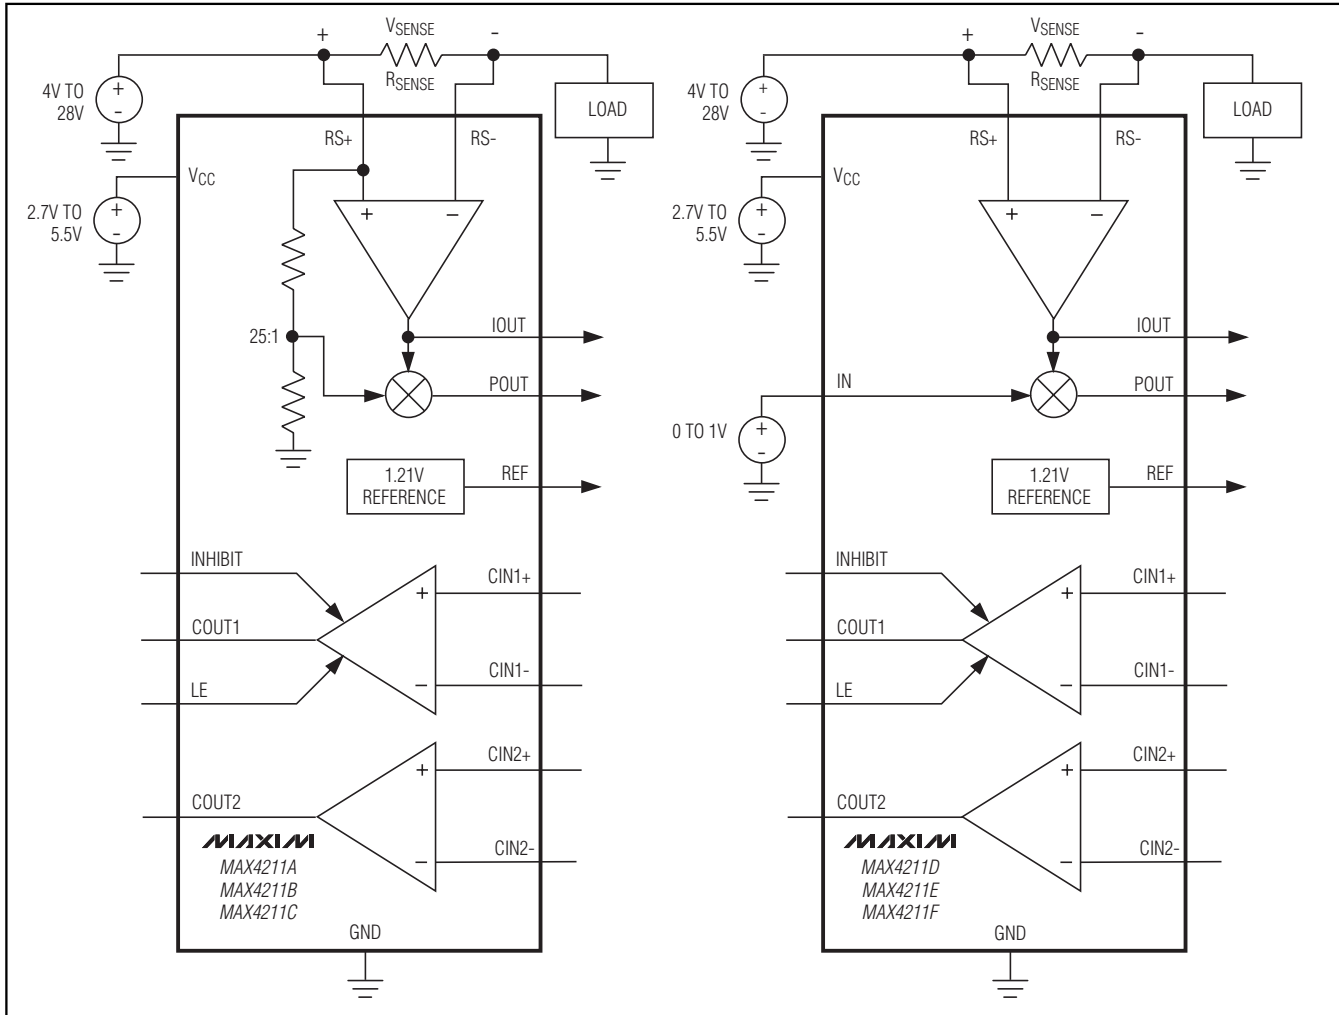 + VSENSE -
RSENSE
4V TO
28V
+
-
LOAD
RS+
RS-
VCC
2.7V TO
5.5V
+
-
+ −
25:1
IOUT
POUT
1.21V
REFERENCE
REF
INHIBIT
CIN1+
+
COUT1
CIN1-
−
LE
CIN2+
+
COUT2
CIN2-
−
MAXIM
MAX4211A
MAX4211B
MAX4211C
GND
+ VSENSE -
RSENSE
4V TO
28V
+
-
LOAD
RS+
RS-
VCC
2.7V TO
5.5V
+
-
+ −
IOUT
IN
POUT
0 TO 1V
+
-
1.21V
REFERENCE
REF
INHIBIT
CIN1+
+
COUT1
CIN1-
−
LE
CIN2+
+
COUT2
CIN2-
−
MAXIM
MAX4211D
MAX4211E
MAX4211F
GND